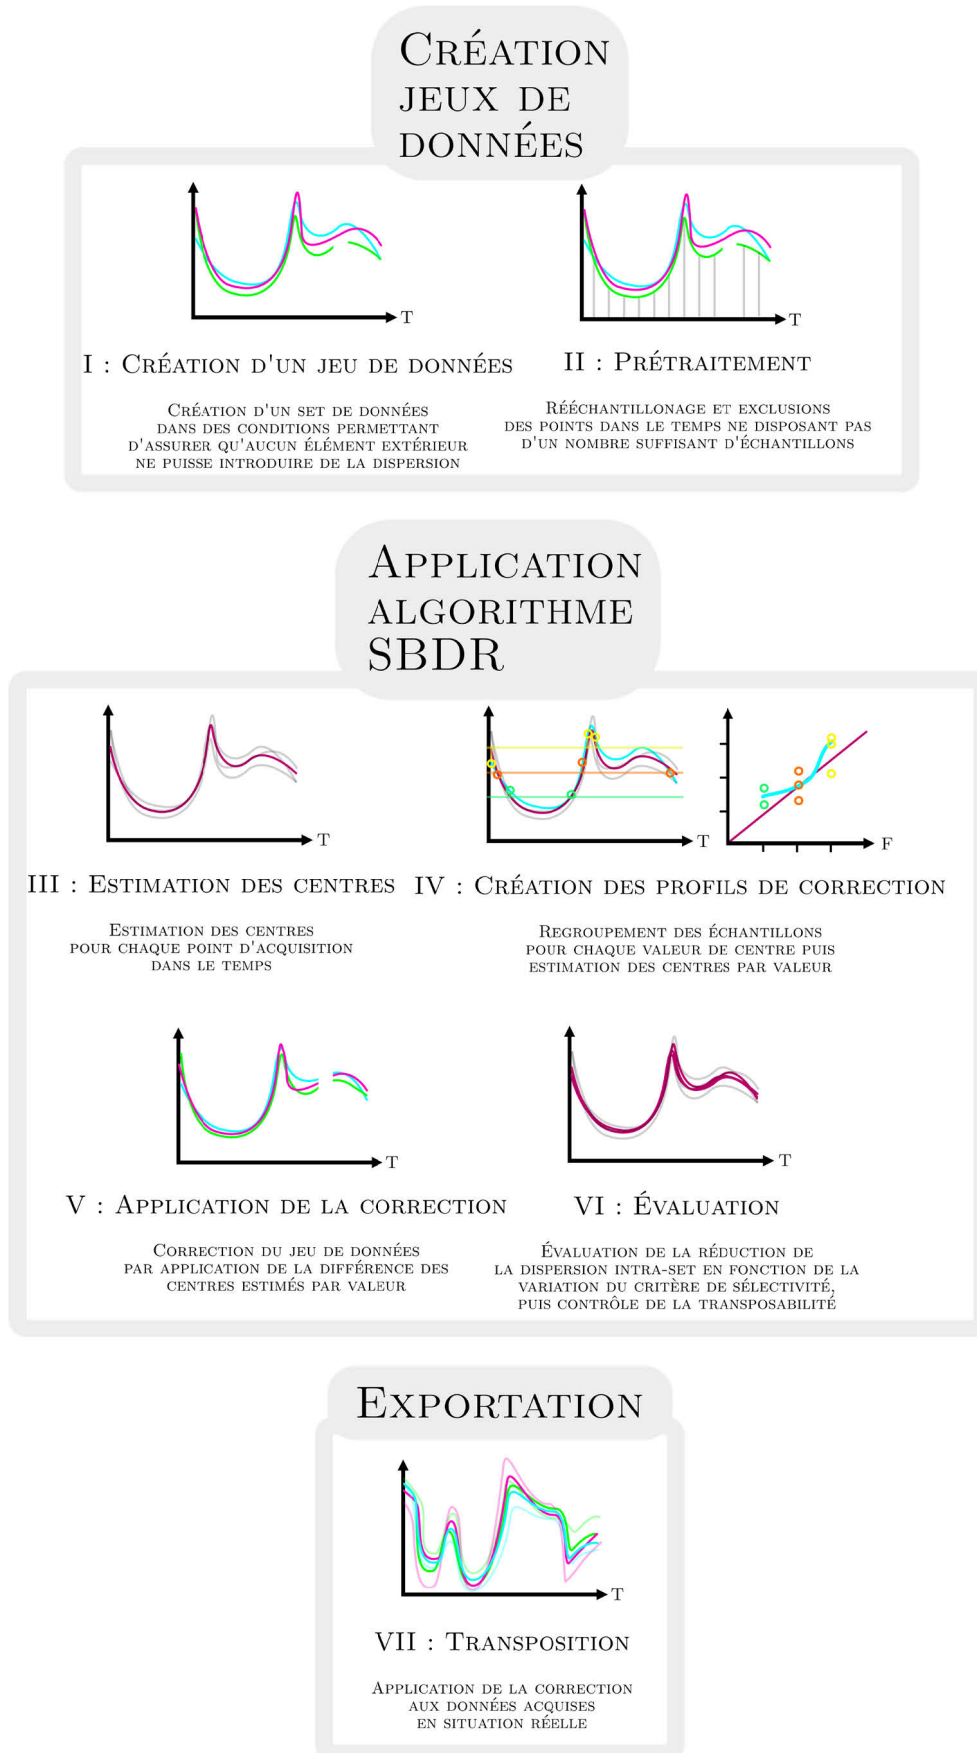 Création
jeux de
données
T
T
I : Création d'un jeu de données
II : Prétraitement
Création d'un set de données
dans des conditions permettant
d'assurer qu'aucun élément extérieur
ne puisse introduire de la dispersion
Rééchantillonage et exclusions
des points dans le temps ne disposant pas
d'un nombre suffisant d'échantillons
Application
algorithme
SBDR
T
T
F
III : Estimation des centres
IV : Création des profils de correction
Estimation des centres
pour chaque point d'acquisition
dans le temps
Regroupement des échantillons
pour chaque valeur de centre puis
estimation des centres par valeur
T
T
V : Application de la correction
VI : Évaluation
Correction du jeu de données
par application de la différence des
centres estimés par valeur
Évaluation de la réduction de
la dispersion intra-set en fonction de la
variation du critère de sélectivité,
puis contrôle de la transposabilité
Exportation
T
VII : Transposition
Application de la correction
aux données acquises
en situation réelle